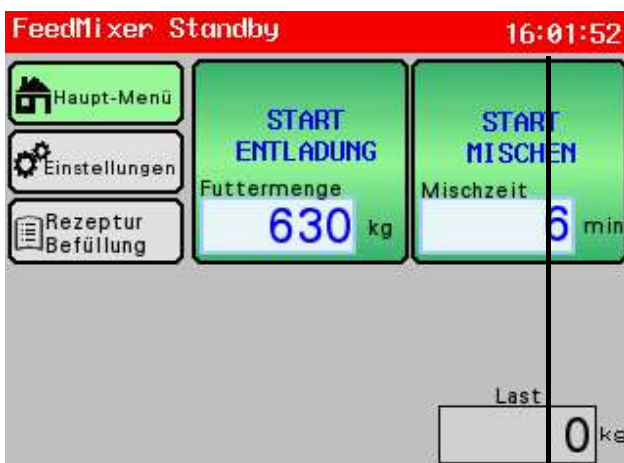 FeedMixer Standby 16:01:52
Haupt-Menü
Einstellungen
Rezeptur
Befüllung
START
ENTLADUNG
Futtermenge
630 kg
START
MISCHEN
Mischzeit
6 min
Last
0 kg